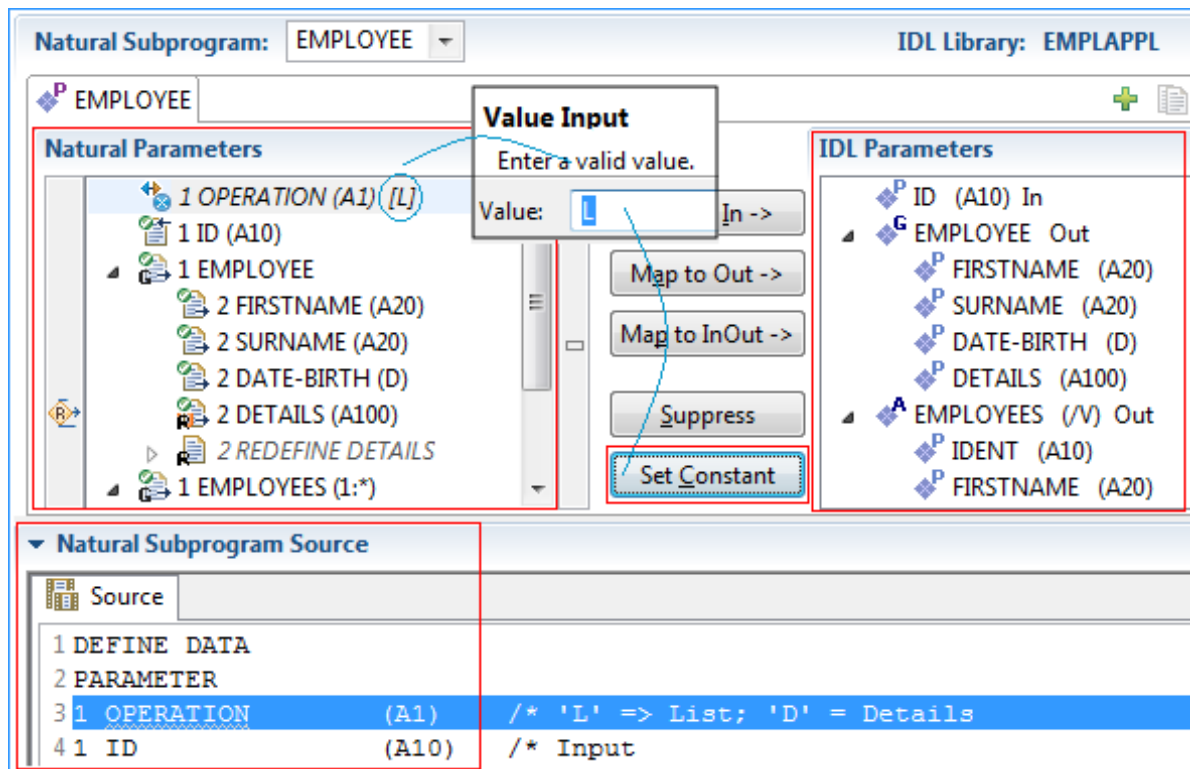 Natural Subprogram: EMPLOYEE IDL Library: EMPLAPPL
P EMPLOYEE
Value Input
Enter a valid value.
Value: L
Natural Parameters
1 OPERATION (A1) [L]
1 ID (A10)
1 EMPLOYEE
2 FIRSTNAME (A20)
2 SURNAME (A20)
2 DATE-BIRTH (D)
2 DETAILS (A100)
2 REDEFINE DETAILS
1 EMPLOYEES (1:*)
In ->
Map to Out ->
Map to InOut ->
Suppress
Set Constant
IDL Parameters
P ID (A10) In
G EMPLOYEE Out
P FIRSTNAME (A20)
P SURNAME (A20)
P DATE-BIRTH (D)
P DETAILS (A100)
A EMPLOYEES (/V) Out
P IDENT (A10)
P FIRSTNAME (A20)
Natural Subprogram Source
Source
1 DEFINE DATA
2 PARAMETER
3 1 OPERATION (A1) /* 'L' => List; 'D' = Details
4 1 ID (A10) /* Input